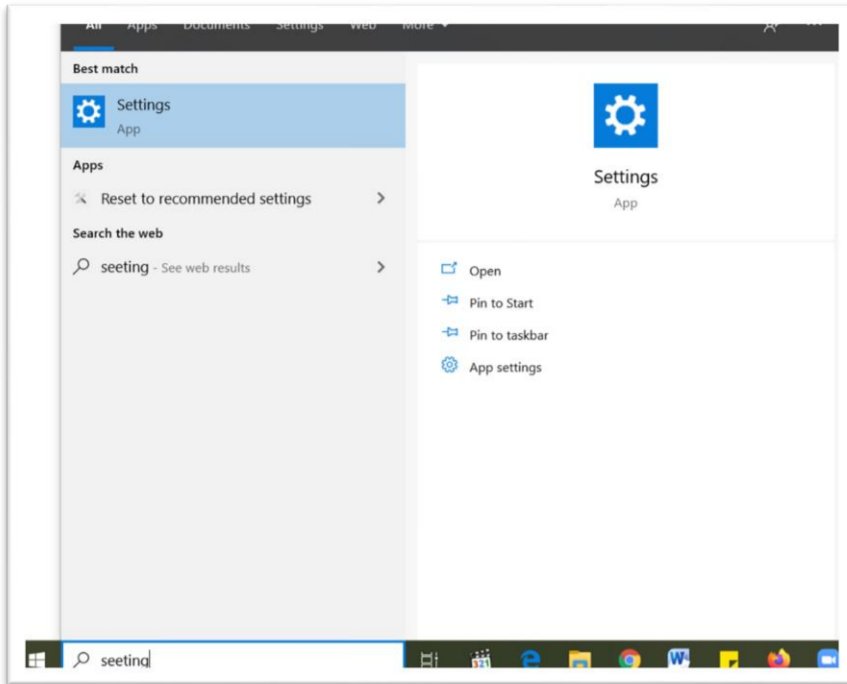 All Apps Documents Settings Web More
Best match
Settings
App
Apps
Reset to recommended settings
Search the web
seeting - See web results
Settings
App
Open
Pin to Start
Pin to taskbar
App settings
seeting